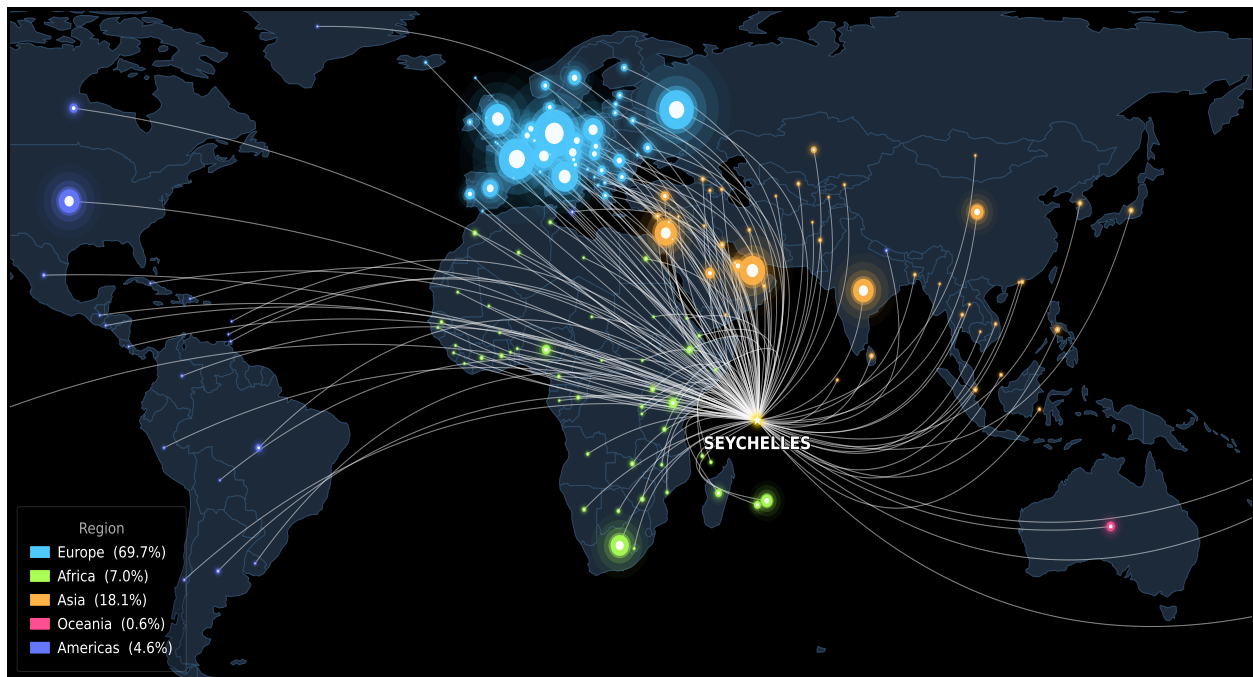 SEYCHELLES
Region
Europe (69.7%)
Africa (7.0%)
Asia (18.1%)
Oceania (0.6%)
Americas (4.6%)